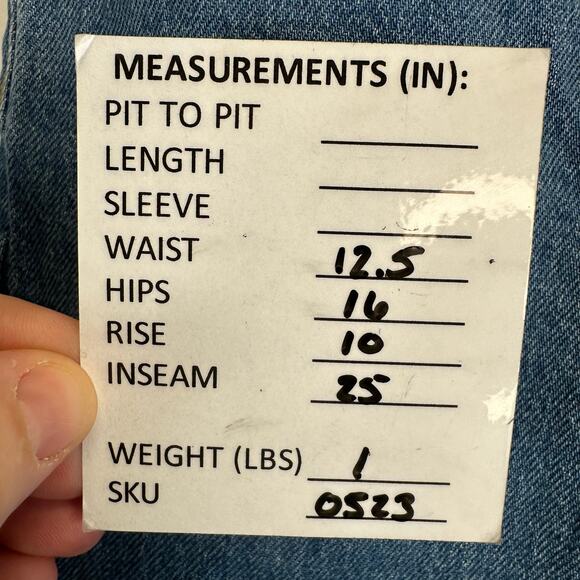 MEASUREMENTS (IN):
PIT TO PIT
LENGTH
SLEEVE
WAIST 12.5
HIPS 16
RISE 10
INSEAM 25
WEIGHT (LBS) 1
SKU 0523